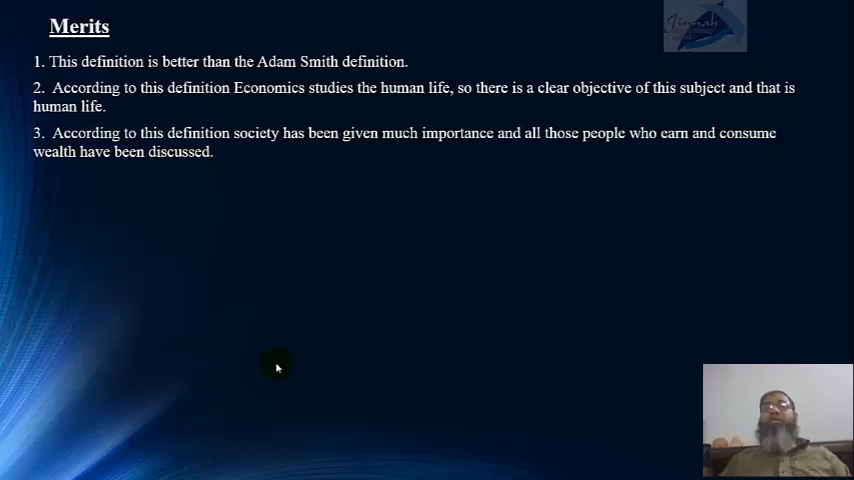 Merits
Jinnah
1. This definition is better than the Adam Smith definition.
2. According to this definition Economics studies the human life, so there is a clear objective of this subject and that is
human life.
3. According to this definition society has been given much importance and all those people who earn and consume
wealth have been discussed.